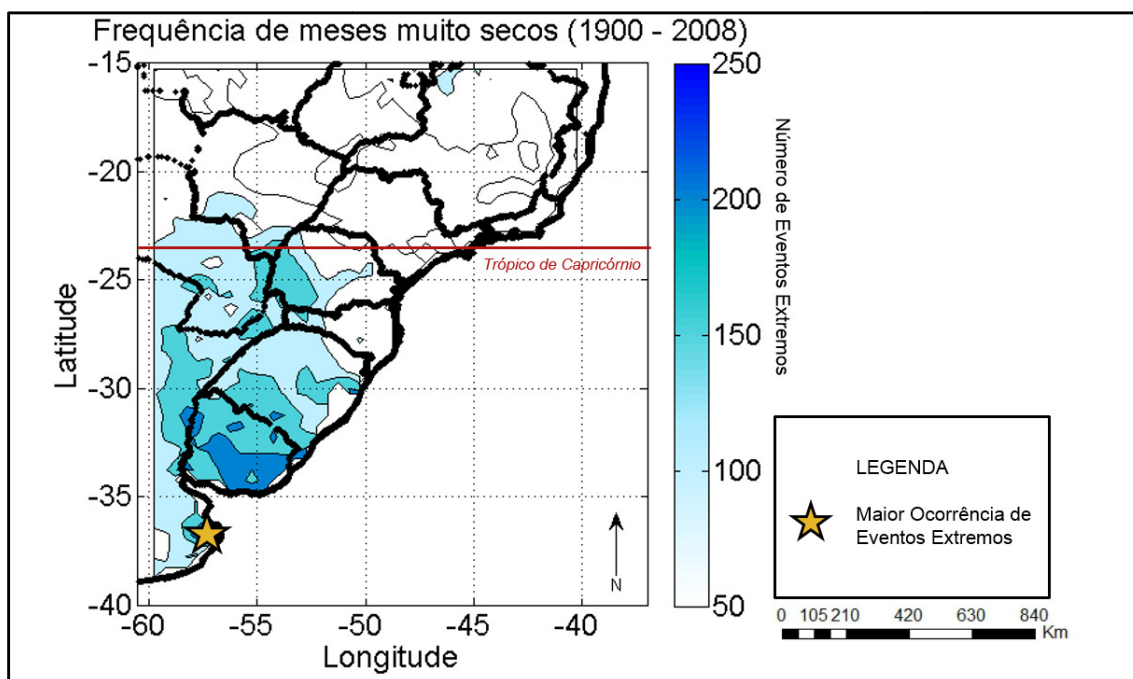 Frequência de meses muito secos (1900 - 2008)
-15
-20
-25
-30
-35
-40
Latitude
-60
-55
-50
-45
-40
Longitude
Trópico de Capricórnio
N
250
200
150
100
50
Número de Eventos Extremos
LEGENDA
Maior Ocorrência de
Eventos Extremos
0 105 210 420 630 840
Km